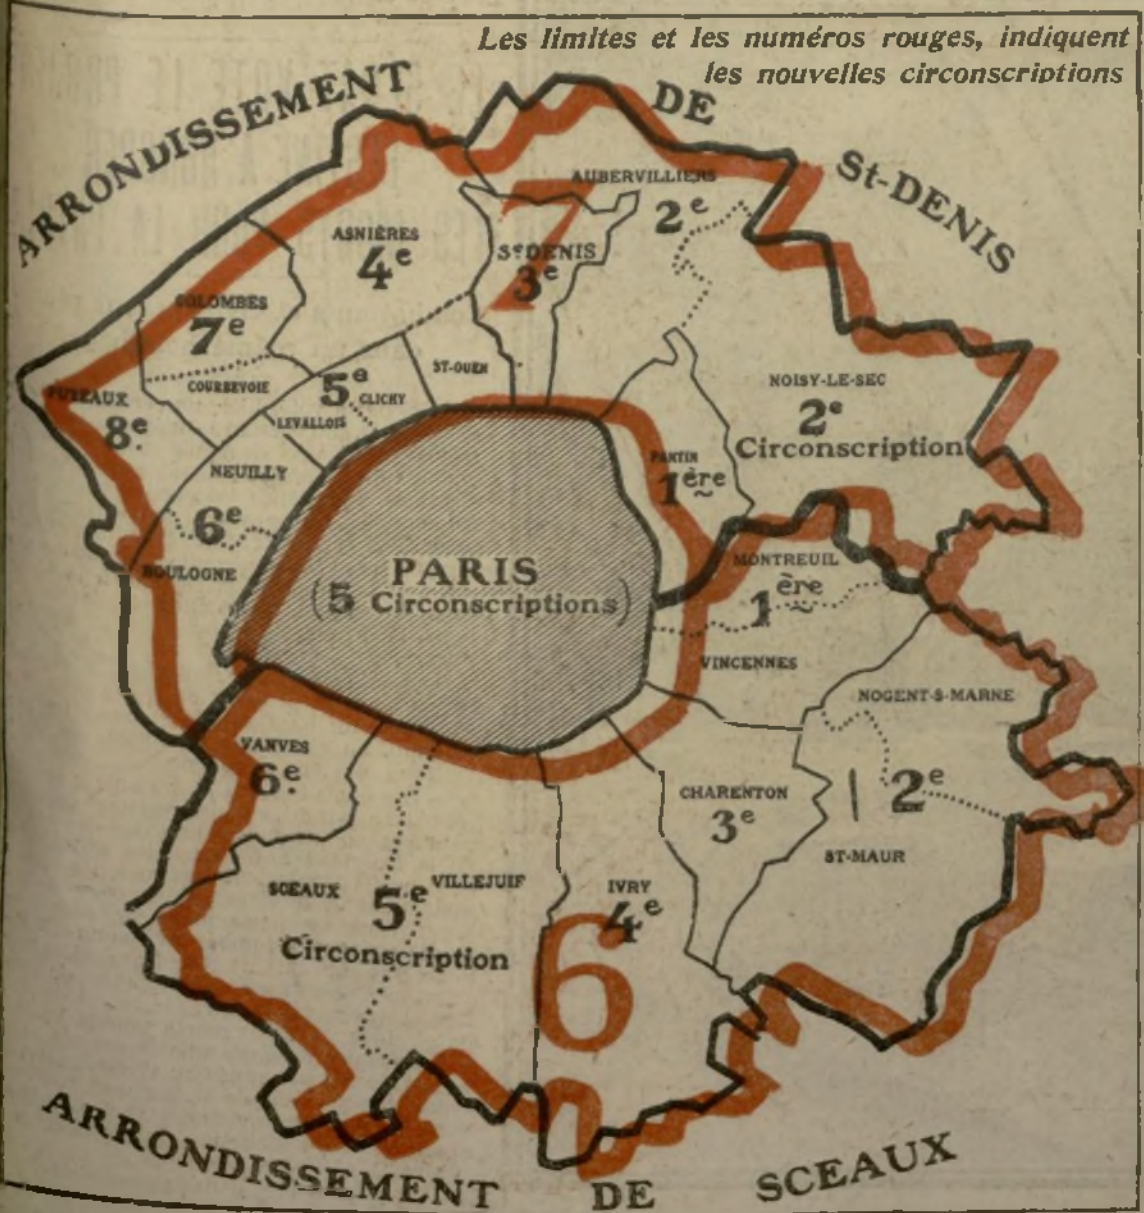 Les limites et les numéros rouges, indiquent
les nouvelles circonscriptions
ARRONDISSEMENT DE St-DENIS
AUBERVILLIERS
2e
ASNIÈRES
4e
7
St DENIS
3e
COLOMBES
7e
COURBEVOIE
5e
CLICHY
ST-OUEN
LEVALLOIS
PUTEAUX
8e.
NOISY-LE-SEC
2e
Circonscription
NEUILLY
6e
BOULOGNE
PANTIN
1ère
PARIS
(5 Circonscriptions)
MONTREUIL
1ère
VINCENNES
NOGENT-S-MARNE
2e
VANVES
6e.
CHARENTON
3e
ST-MAUR
SCEAUX
5e
VILLEJUIF
Circonscription
IVRY
4e
6
ARRONDISSEMENT DE SCEAUX